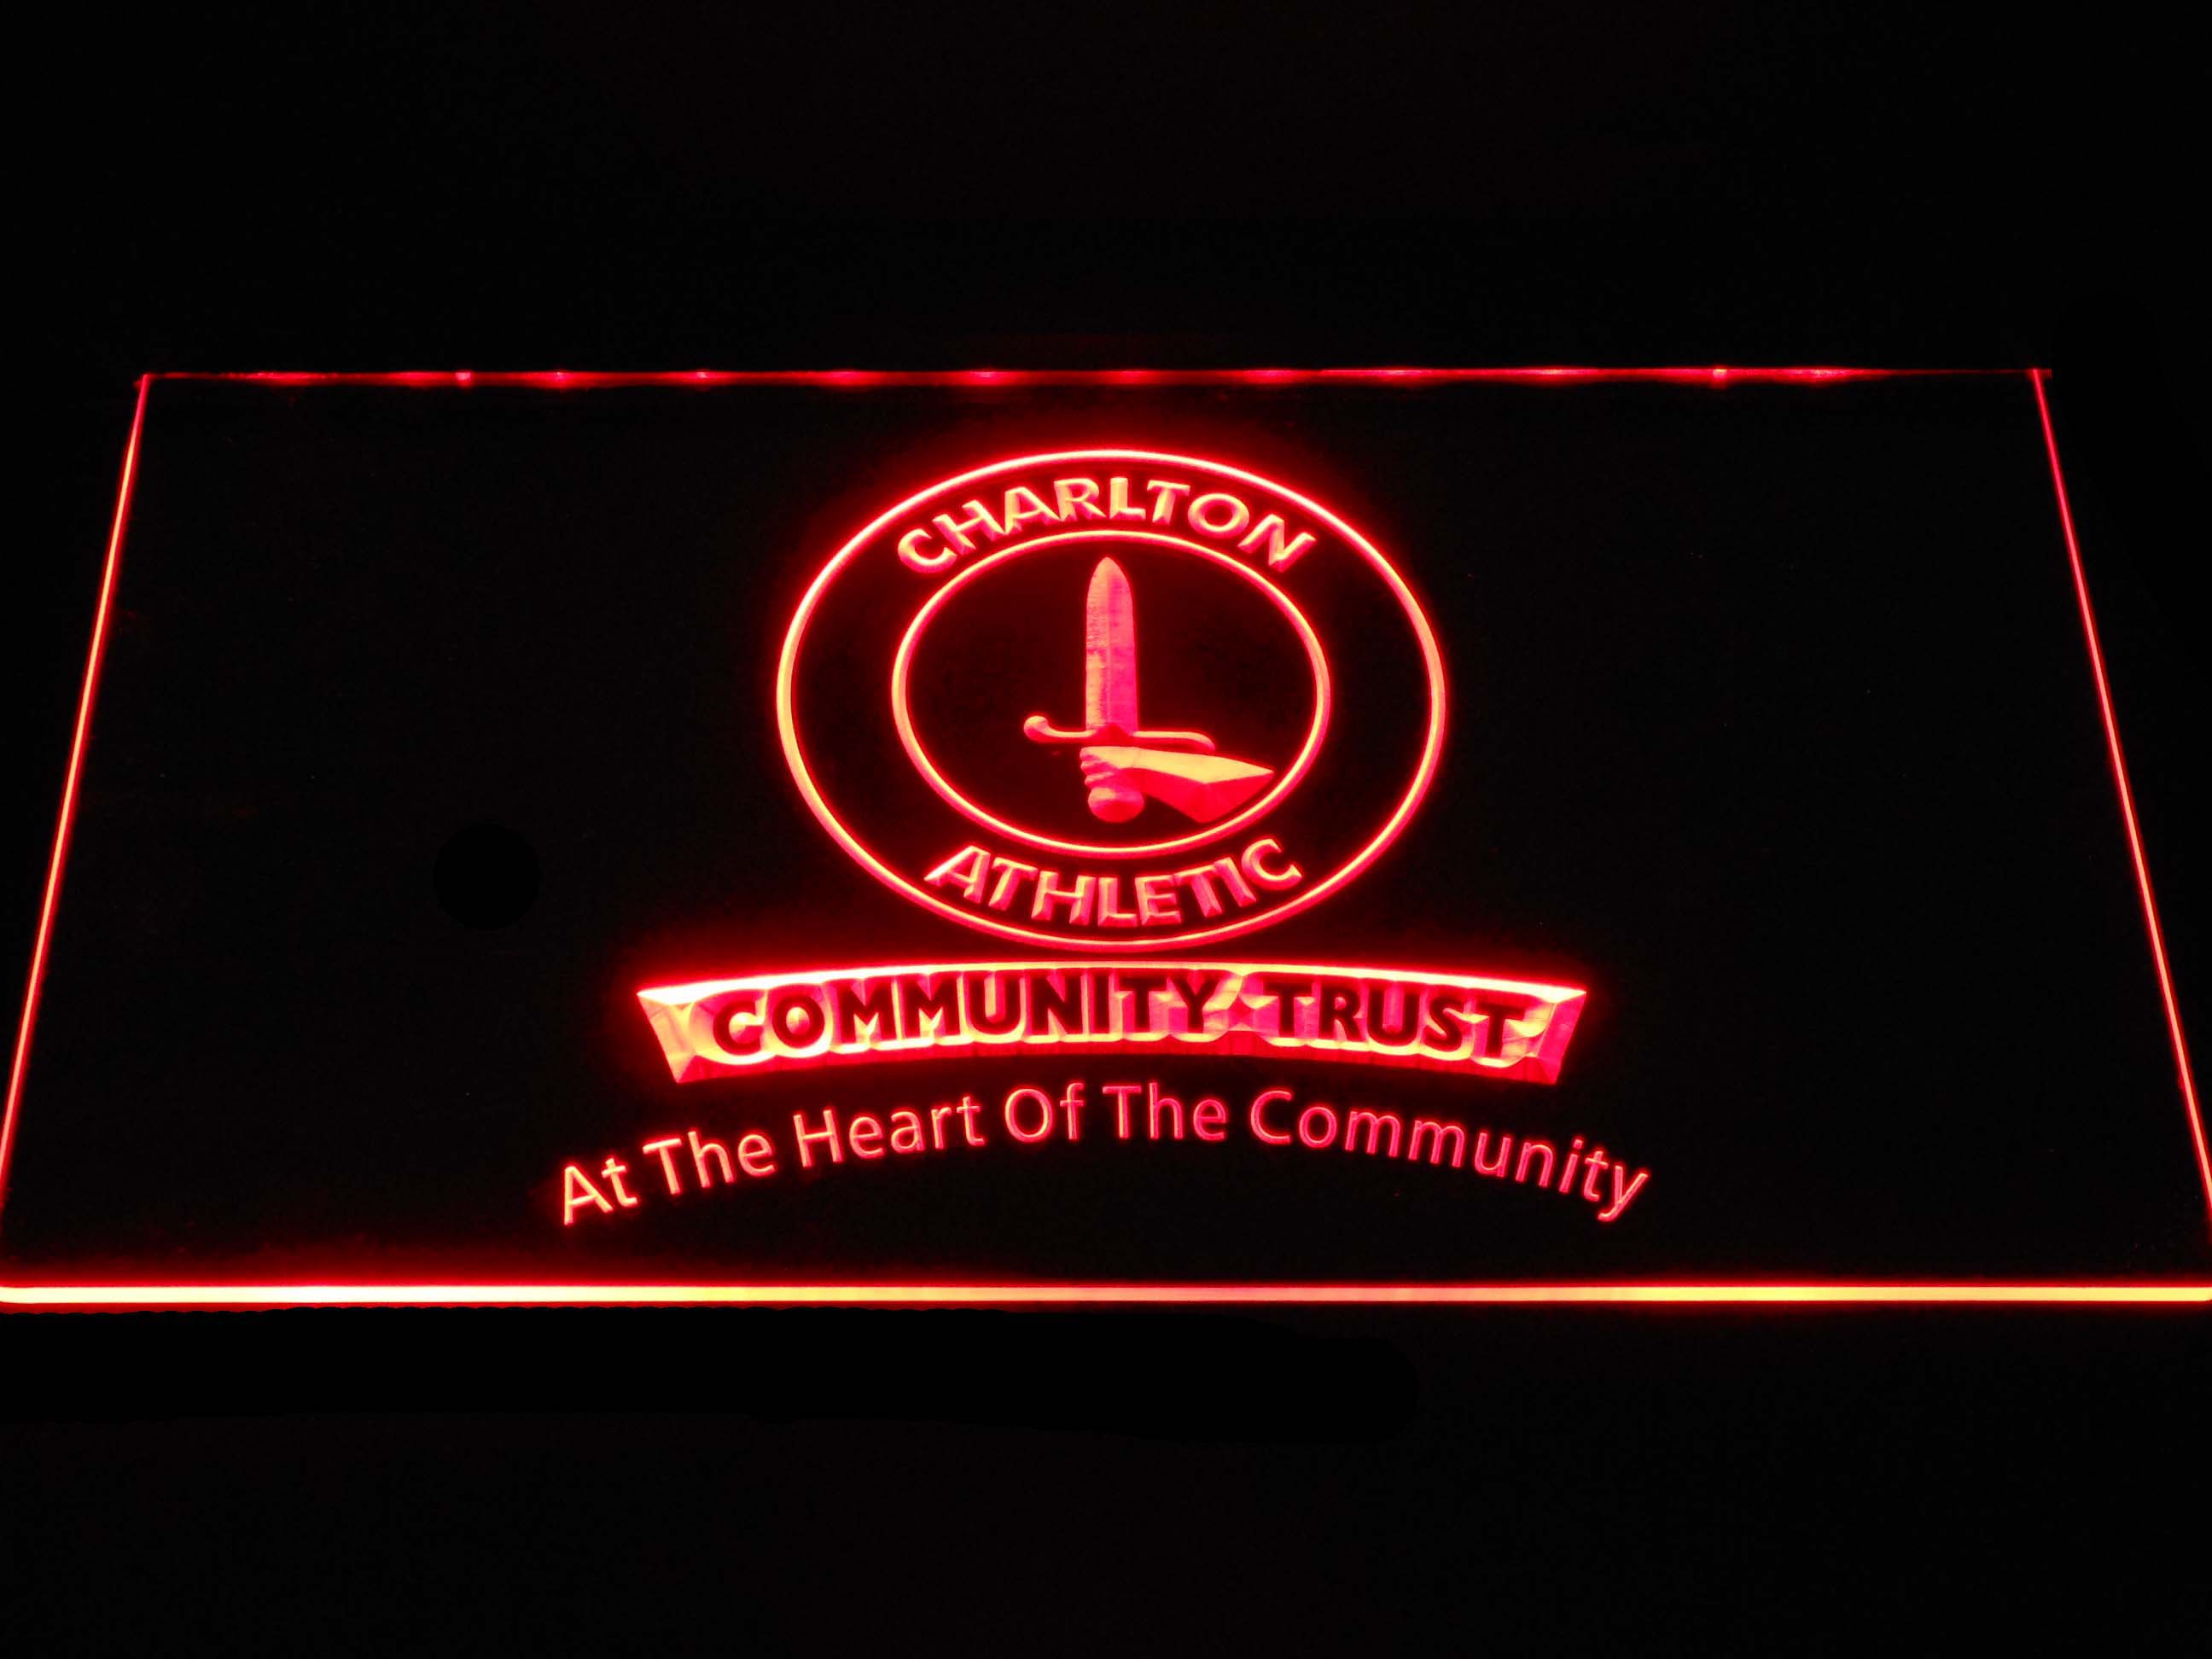 CHARLTON
ATHLETIC
COMMUNITY TRUST
At The Heart Of The Community